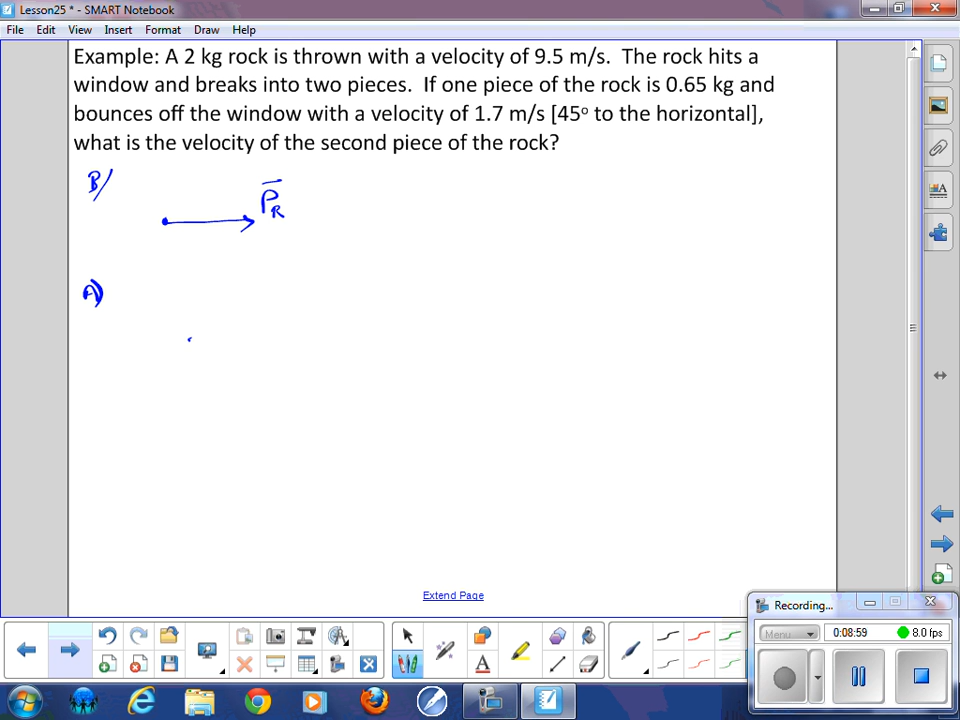 Lesson25 * - SMART Notebook
File Edit View Insert Format Draw Help
Example: A 2 kg rock is thrown with a velocity of 9.5 m/s. The rock hits a
window and breaks into two pieces. If one piece of the rock is 0.65 kg and
bounces off the window with a velocity of 1.7 m/s [45° to the horizontal],
what is the velocity of the second piece of the rock?
B/
P̅R
A)
Extend Page
Recording...
Menu 0:08:59 8.0 fps